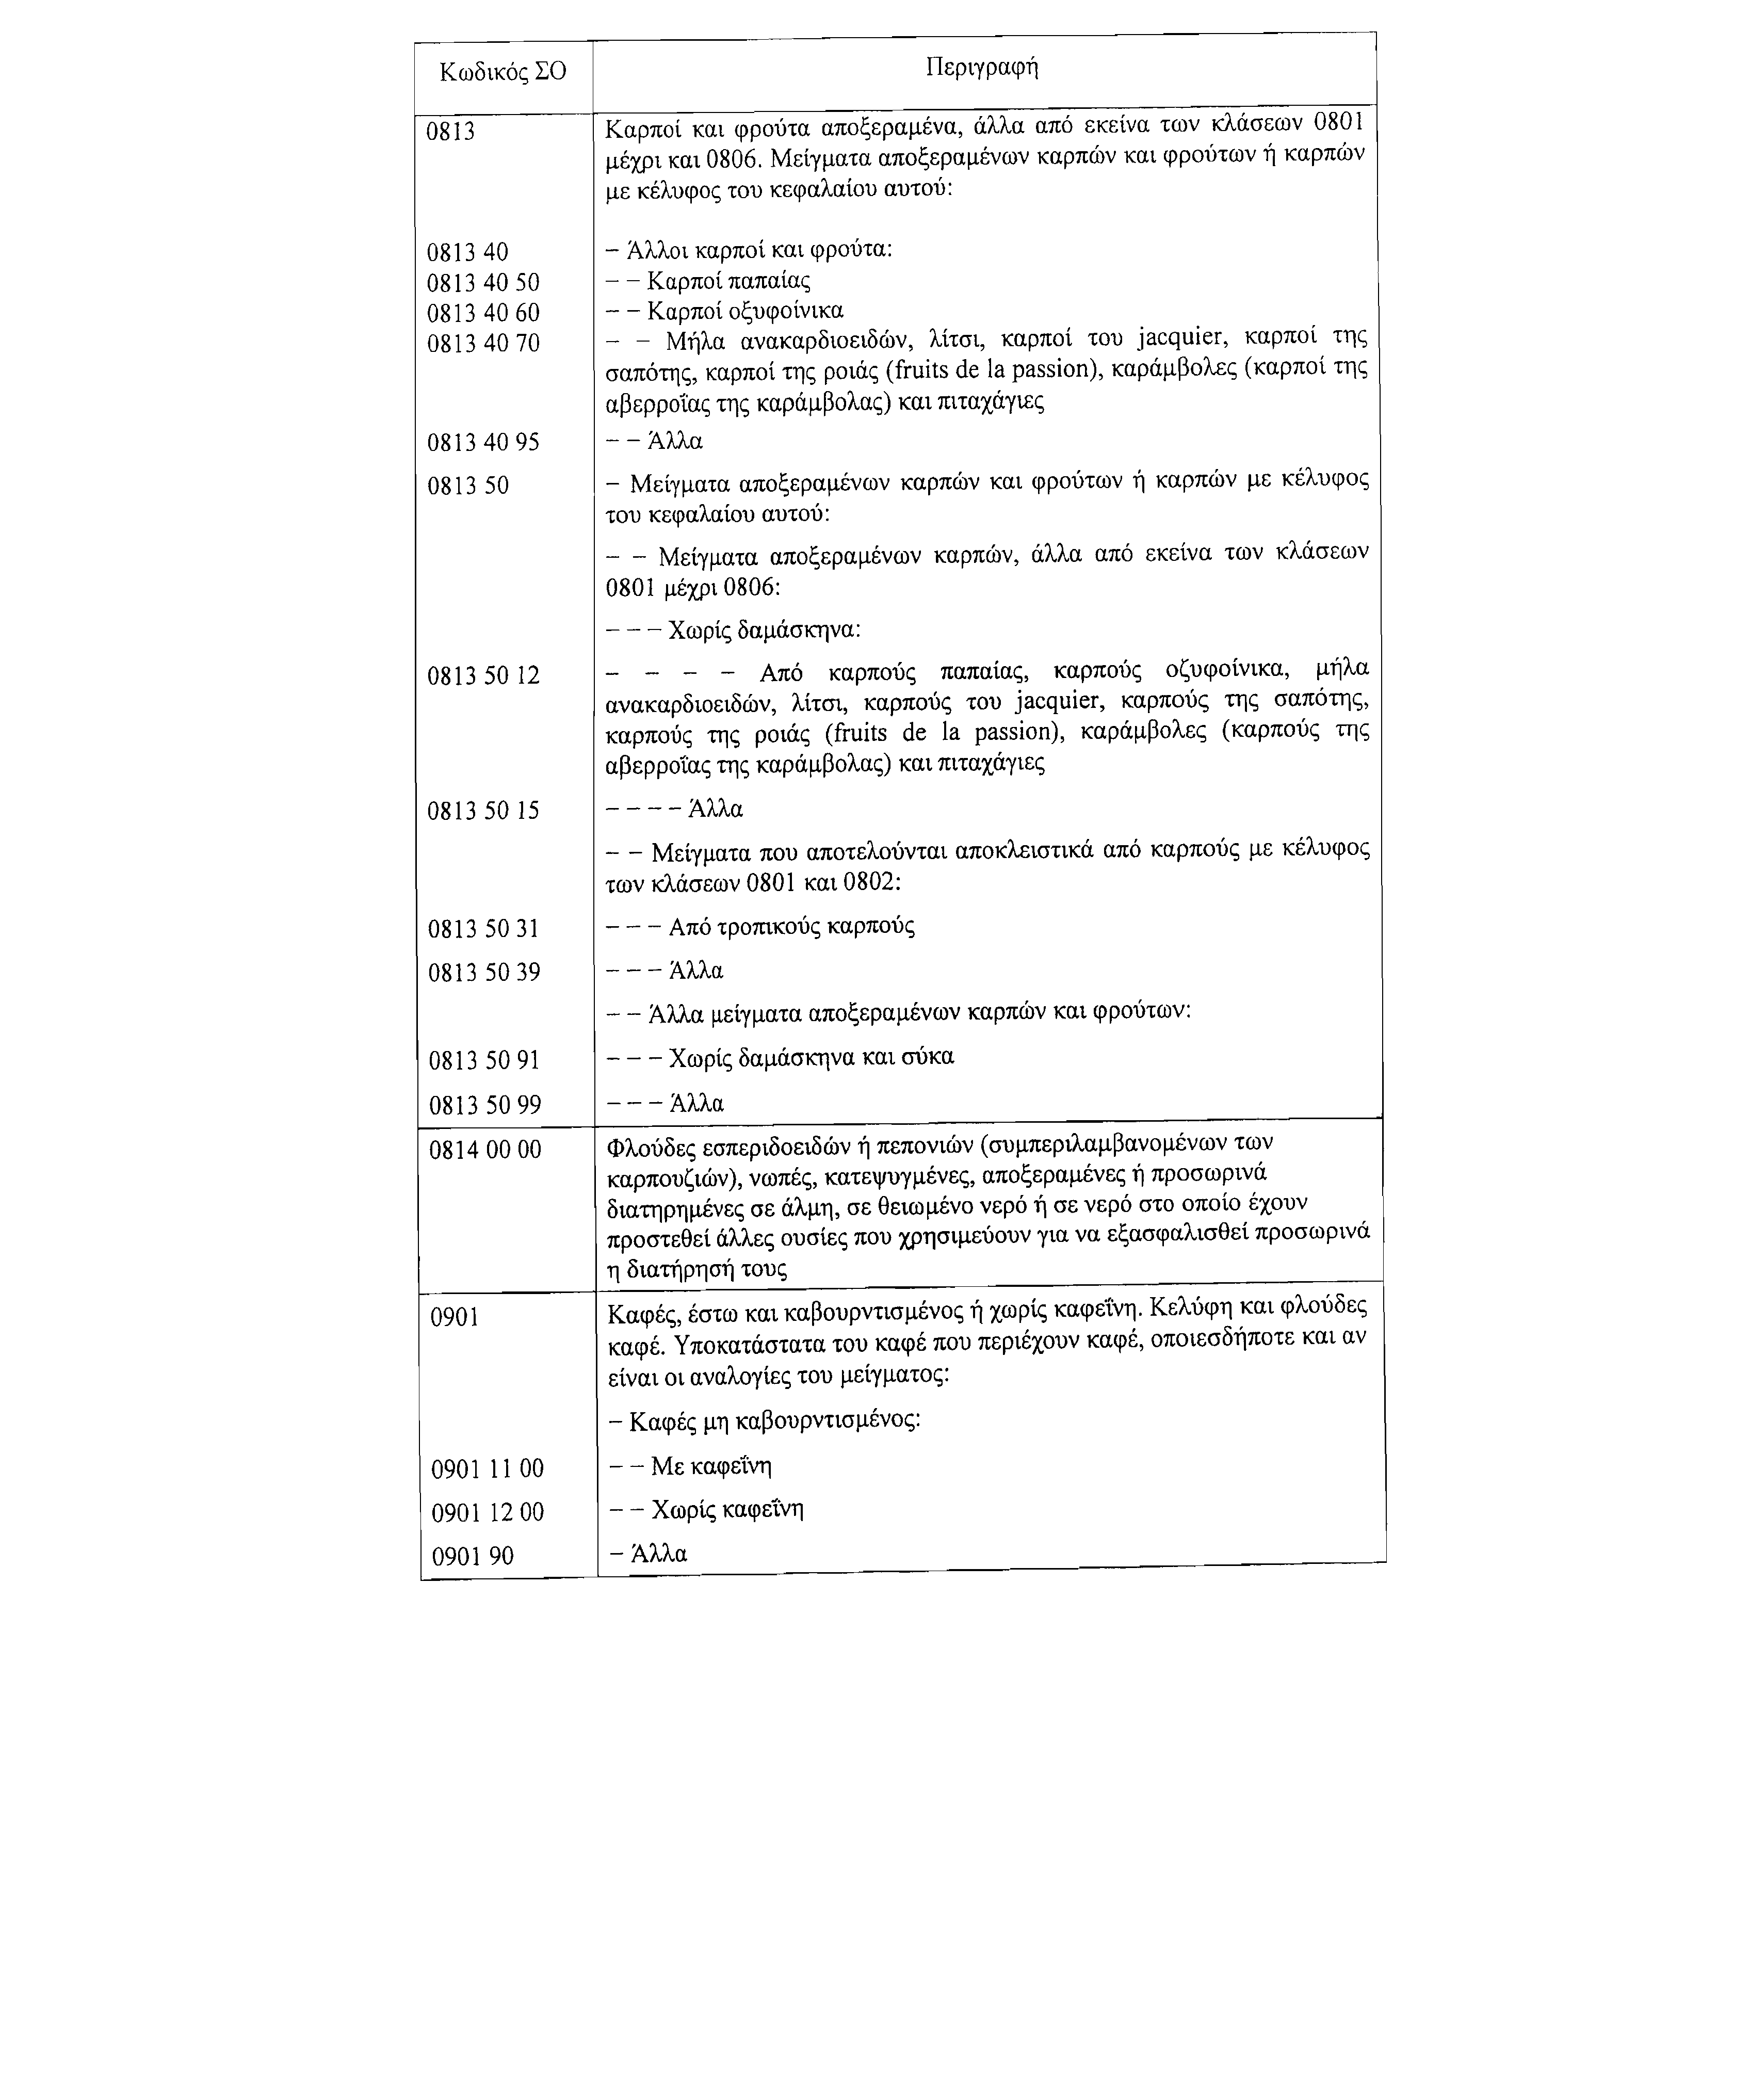 Κωδικός ΣΟ Περιγραφή
0813 Καρποί και φρούτα αποξεραμένα, άλλα από εκείνα των κλάσεων 0801
μέχρι και 0806. Μείγματα αποξεραμένων καρπών και φρούτων ή καρπών
με κέλυφος του κεφαλαίου αυτού:
0813 40 – Άλλοι καρποί και φρούτα:
0813 40 50 – – Καρποί παπαίας
0813 40 60 – – Καρποί οξυφοίνικα
0813 40 70 – – Μήλα ανακαρδιοειδών, λίτσι, καρποί του jacquier, καρποί της
σαπότης, καρποί της ροιάς (fruits de la passion), καράμβολες (καρποί της
αβερροΐας της καράμβολας) και πιταχάγιες
0813 40 95 – – Άλλα
0813 50 – Μείγματα αποξεραμένων καρπών και φρούτων ή καρπών με κέλυφος
του κεφαλαίου αυτού:
– – Μείγματα αποξεραμένων καρπών, άλλα από εκείνα των κλάσεων
0801 μέχρι 0806:
– – – Χωρίς δαμάσκηνα:
0813 50 12 – – – – Από καρπούς παπαίας, καρπούς οζυφοίνικα, μήλα
ανακαρδιοειδών, λίτσι, καρπούς του jacquier, καρπούς της σαπότης,
καρπούς της ροιάς (fruits de la passion), καράμβολες (καρπούς της
αβερροΐας της καράμβολας) και πιταχάγιες
0813 50 15 – – – – Άλλα
– – Μείγματα που αποτελούνται αποκλειστικά από καρπούς με κέλυφος
των κλάσεων 0801 και 0802:
0813 50 31 – – – Από τροπικούς καρπούς
0813 50 39 – – – Άλλα
– – Άλλα μείγματα αποξεραμένων καρπών και φρούτων:
0813 50 91 – – – Χωρίς δαμάσκηνα και σύκα
0813 50 99 – – – Άλλα
0814 00 00 Φλούδες εσπεριδοειδών ή πεπονιών (συμπεριλαμβανομένων των
καρπουζιών), νωπές, κατεψυγμένες, αποξεραμένες ή προσωρινά
διατηρημένες σε άλμη, σε θειωμένο νερό ή σε νερό στο οποίο έχουν
προστεθεί άλλες ουσίες που χρησιμεύουν για να εξασφαλισθεί προσωρινά
η διατήρησή τους
0901 Καφές, έστω και καβουρντισμένος ή χωρίς καφεΐνη. Κελύφη και φλούδες
καφέ. Υποκατάστατα του καφέ που περιέχουν καφέ, οποιεσδήποτε και αν
είναι οι αναλογίες του μείγματος:
– Καφές μη καβουρντισμένος:
0901 11 00 – – Με καφεΐνη
0901 12 00 – – Χωρίς καφεΐνη
0901 90 – Άλλα